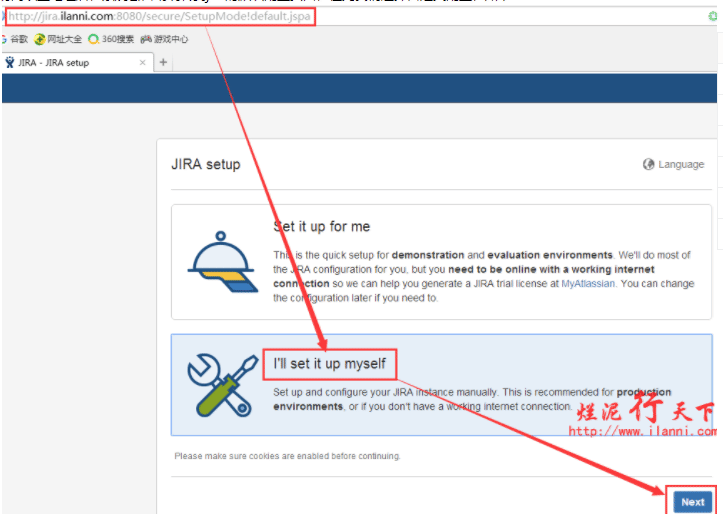 http://jira.ilanni.com:8080/secure/SetupMode!default.jspa
谷歌 网址大全 360搜索 游戏中心
JIRA - JIRA setup × +
JIRA setup
Language
Set it up for me
This is the quick setup for demonstration and evaluation environments. We'll do most of
the JIRA configuration for you, but you need to be online with a working internet
connection so we can help you generate a JIRA trial license at MyAtlassian. You can change
the configuration later if you need to.
I'll set it up myself
Set up and configure your JIRA instance manually. This is recommended for production
environments, or if you don't have a working internet connection.
烂泥行天下
http://www.ilanni.com
Please make sure cookies are enabled before continuing.
Next